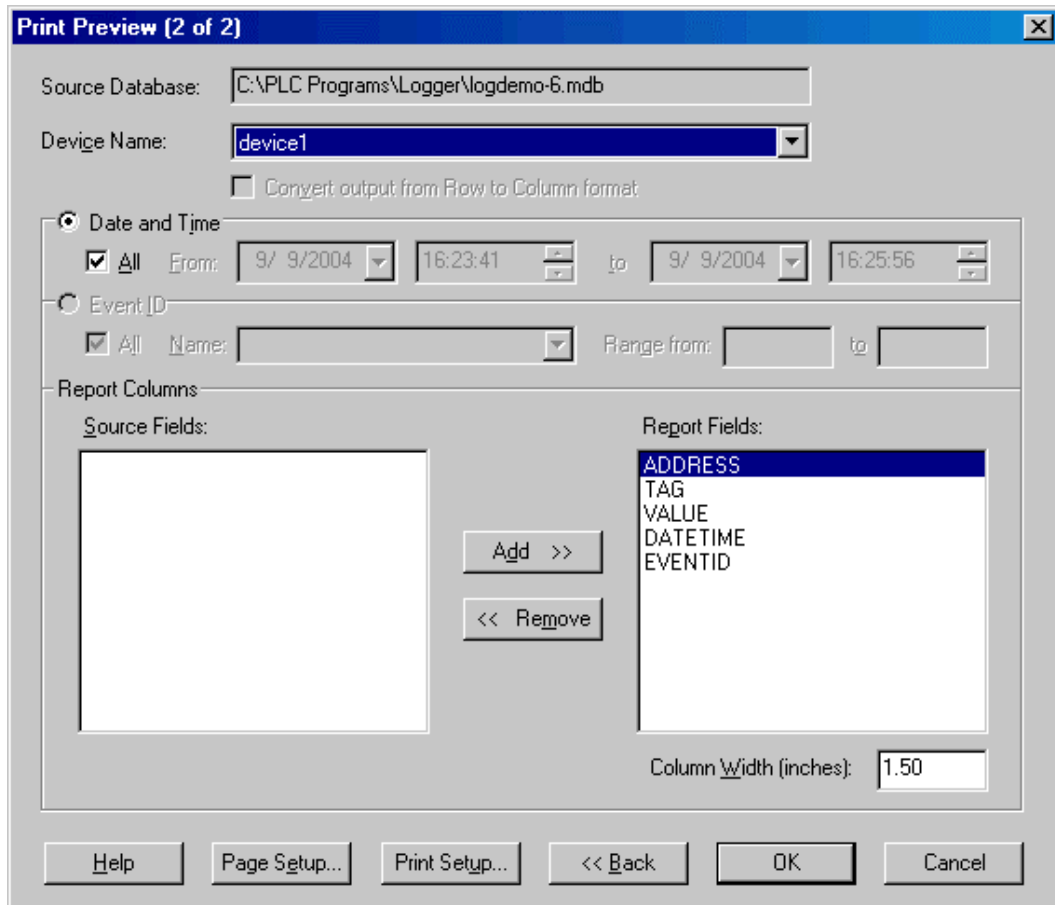 Print Preview (2 of 2)
Source Database: C:\PLC Programs\Logger\logdemo-6.mdb
Device Name: device1
Convert output from Row to Column format
Date and Time
All From: 9/ 9/2004 16:23:41 to 9/ 9/2004 16:25:56
Event ID
All Name: Range from: to
Report Columns
Source Fields: Report Fields:
ADDRESS
TAG
VALUE
DATETIME
EVENTID
Add >>
<< Remove
Column Width (inches): 1.50
Help Page Setup... Print Setup... << Back OK Cancel